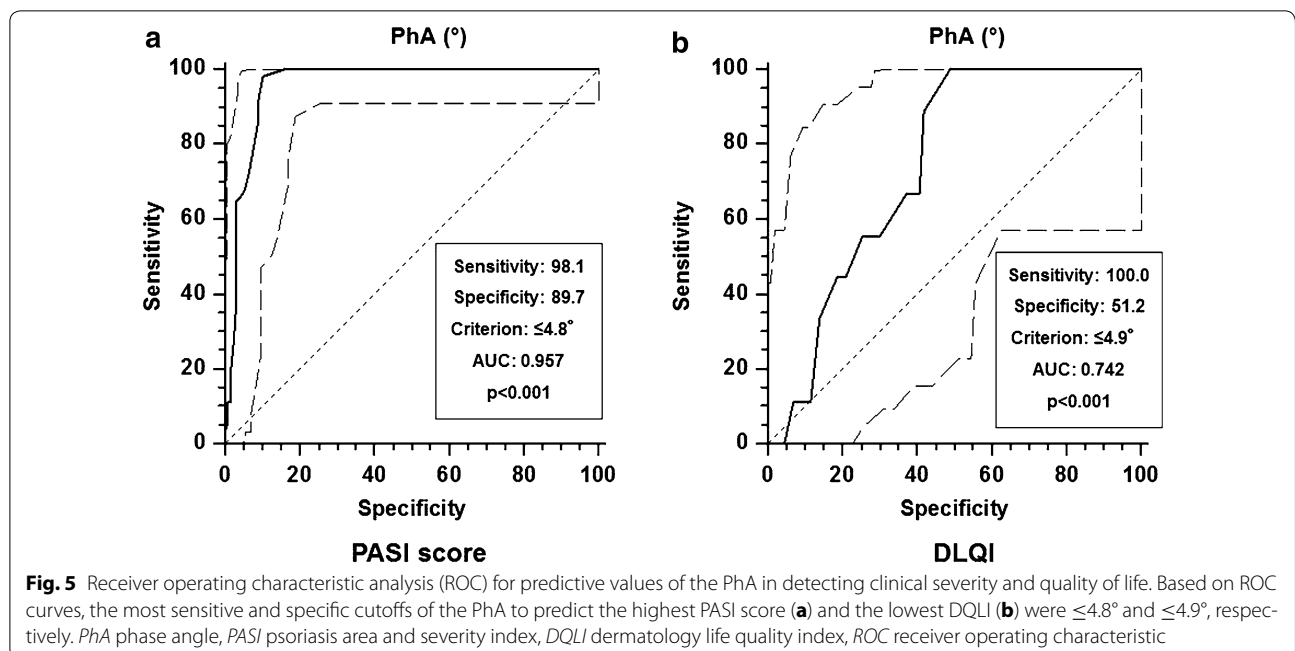 a
PhA (°)
100
80
60
40
20
0
Sensitivity
Sensitivity: 98.1
Specificity: 89.7
Criterion: ≤4.8°
AUC: 0.957
p<0.001
0 20 40 60 80 100
Specificity
PASI score
b
PhA (°)
100
80
60
40
20
0
Sensitivity
Sensitivity: 100.0
Specificity: 51.2
Criterion: ≤4.9°
AUC: 0.742
p<0.001
0 20 40 60 80 100
Specificity
DLQI
Fig. 5 Receiver operating characteristic analysis (ROC) for predictive values of the PhA in detecting clinical severity and quality of life. Based on ROC
curves, the most sensitive and specific cutoffs of the PhA to predict the highest PASI score (a) and the lowest DQLI (b) were ≤4.8° and ≤4.9°, respec-
tively. PhA phase angle, PASI psoriasis area and severity index, DQLI dermatology life quality index, ROC receiver operating characteristic